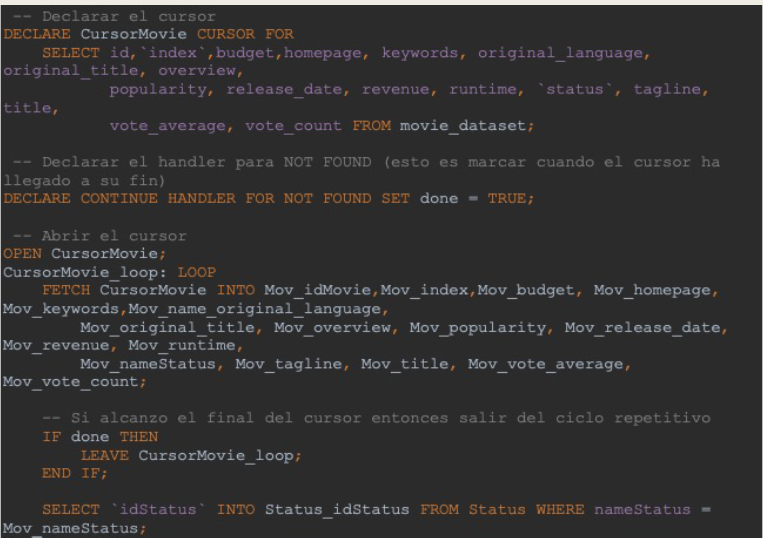 -- Declarar el cursor
DECLARE CursorMovie CURSOR FOR
SELECT id,`index`,budget,homepage, keywords, original_language,
original_title, overview,
popularity, release_date, revenue, runtime, `status`, tagline,
title,
vote_average, vote_count FROM movie_dataset;
-- Declarar el handler para NOT FOUND (esto es marcar cuando el cursor ha
llegado a su fin)
DECLARE CONTINUE HANDLER FOR NOT FOUND SET done = TRUE;
-- Abrir el cursor
OPEN CursorMovie;
CursorMovie_loop: LOOP
FETCH CursorMovie INTO Mov_idMovie,Mov_index,Mov_budget, Mov_homepage,
Mov_keywords,Mov_name_original_language,
Mov_original_title, Mov_overview, Mov_popularity, Mov_release_date,
Mov_revenue, Mov_runtime,
Mov_nameStatus, Mov_tagline, Mov_title, Mov_vote_average,
Mov_vote_count;
-- Si alcanzo el final del cursor entonces salir del ciclo repetitivo
IF done THEN
LEAVE CursorMovie_loop;
END IF;
SELECT `idStatus` INTO Status_idStatus FROM Status WHERE nameStatus =
Mov_nameStatus;